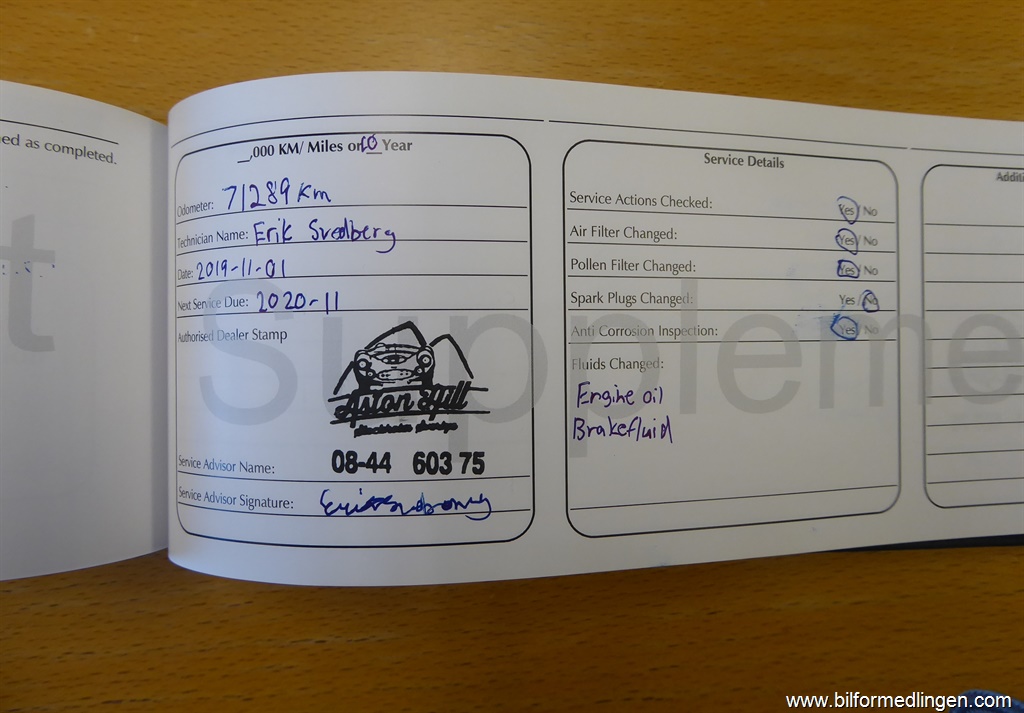 ed as completed.
t
_,000 KM/ Miles or 10 Year
Odometer: 71289 Km
Technician Name: Erik Svedberg
Date: 2019-11-01
Next Service Due: 2020-11
Authorised Dealer Stamp
Aston Hill
08-44 603 75
Service Advisor Name:
Service Advisor Signature:
Service Details
Service Actions Checked: Yes / No
Air Filter Changed: Yes / No
Pollen Filter Changed: Yes / No
Spark Plugs Changed: Yes / No
Anti Corrosion Inspection: Yes / No
Fluids Changed:
Engine oil
Brakefluid
Suppleme
Additi
www.bilformedlingen.com